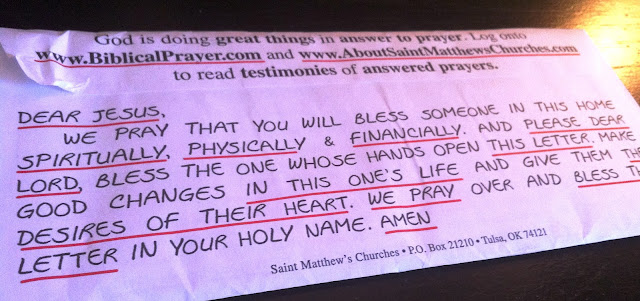 God is doing great things in answer to prayer. Log onto
www.BiblicalPrayer.com and www.AboutSaintMatthewsChurches.com
to read testimonies of answered prayers.
DEAR JESUS,
WE PRAY THAT YOU WILL BLESS SOMEONE IN THIS HOME
SPIRITUALLY, PHYSICALLY & FINANCIALLY. AND PLEASE DEAR
LORD, BLESS THE ONE WHOSE HANDS OPEN THIS LETTER. MAKE
GOOD CHANGES IN THIS ONE'S LIFE AND GIVE THEM THE
DESIRES OF THEIR HEART. WE PRAY OVER AND BLESS
LETTER IN YOUR HOLY NAME. AMEN
Saint Matthew's Churches • P.O. Box 21210 • Tulsa, OK 74121